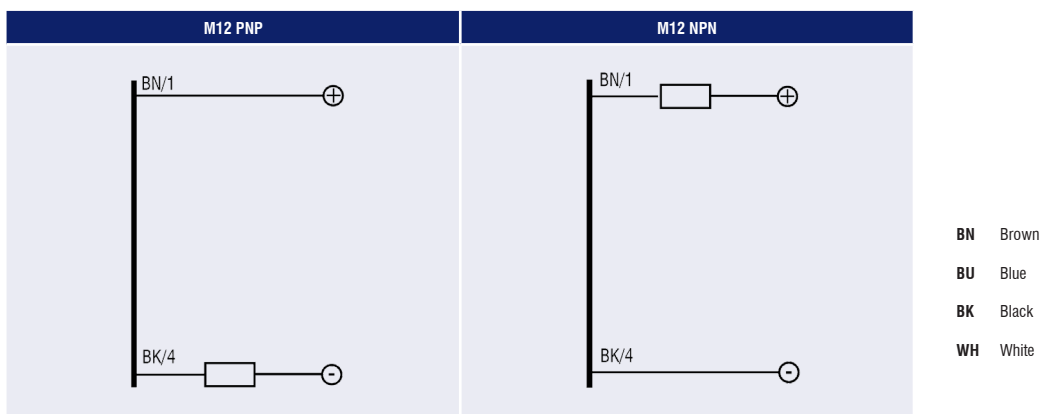 M12 PNP
M12 NPN
BN/1
+
BK/4
-
BN/1
+
BK/4
-
BN Brown
BU Blue
BK Black
WH White